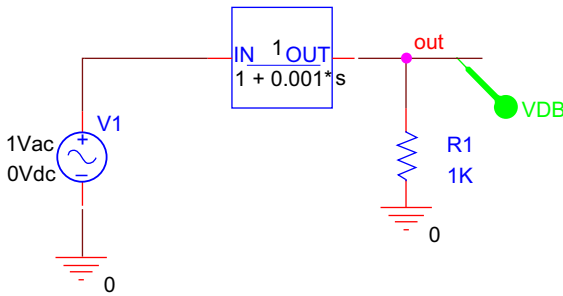 out
IN 1 OUT
1 + 0.001*s
VDB
V1
1Vac
0Vdc
R1
1K
0
0